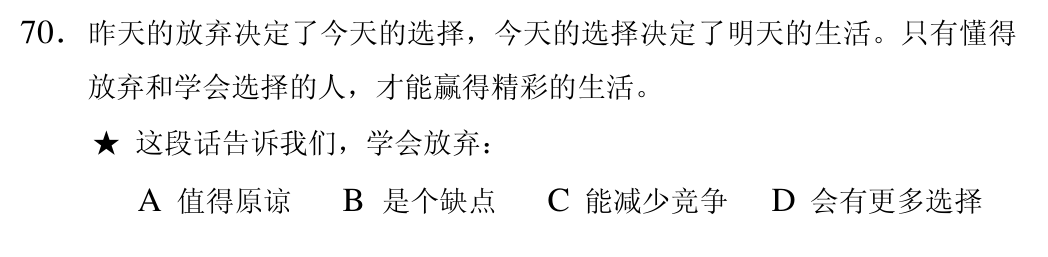 70．昨天的放弃决定了今天的选择，今天的选择决定了明天的生活。只有懂得
放弃和学会选择的人，才能赢得精彩的生活。
★ 这段话告诉我们，学会放弃：
A 值得原谅 B 是个缺点 C 能减少竞争 D 会有更多选择